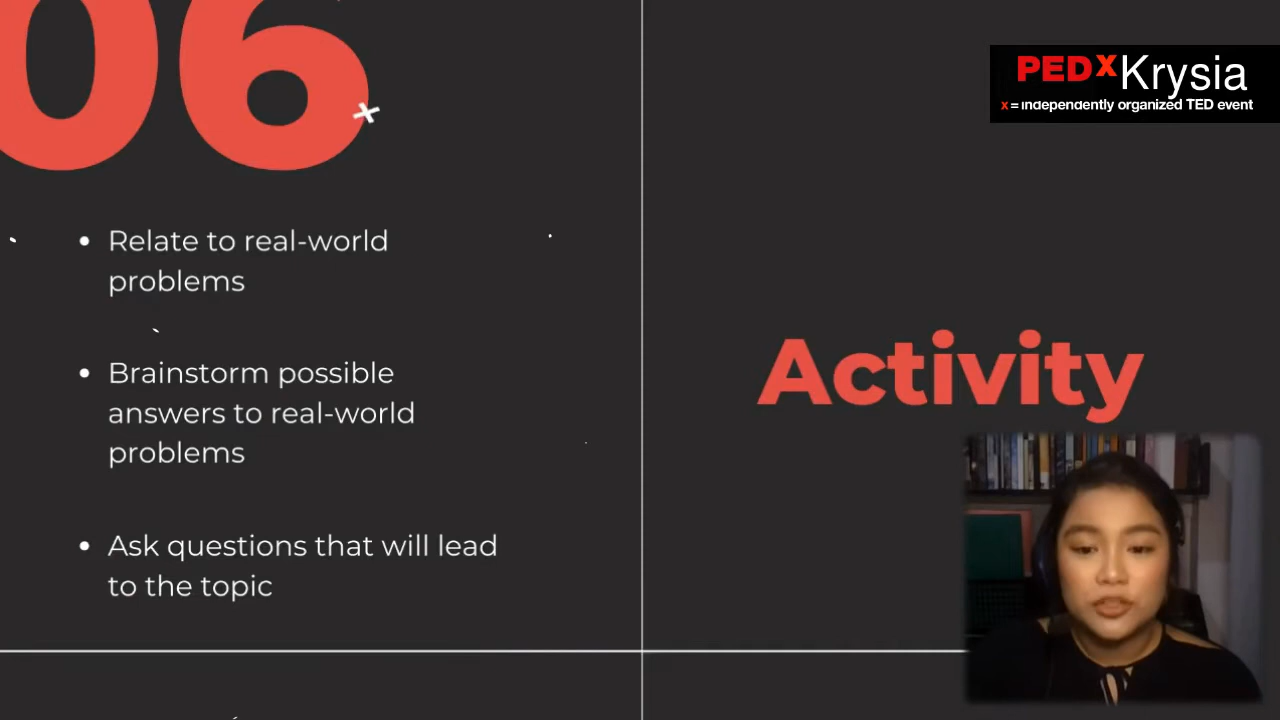 06
PEDxKrysia
x = independently organized TED event
• Relate to real-world
problems
• Brainstorm possible
answers to real-world
problems
• Ask questions that will lead
to the topic
Activity